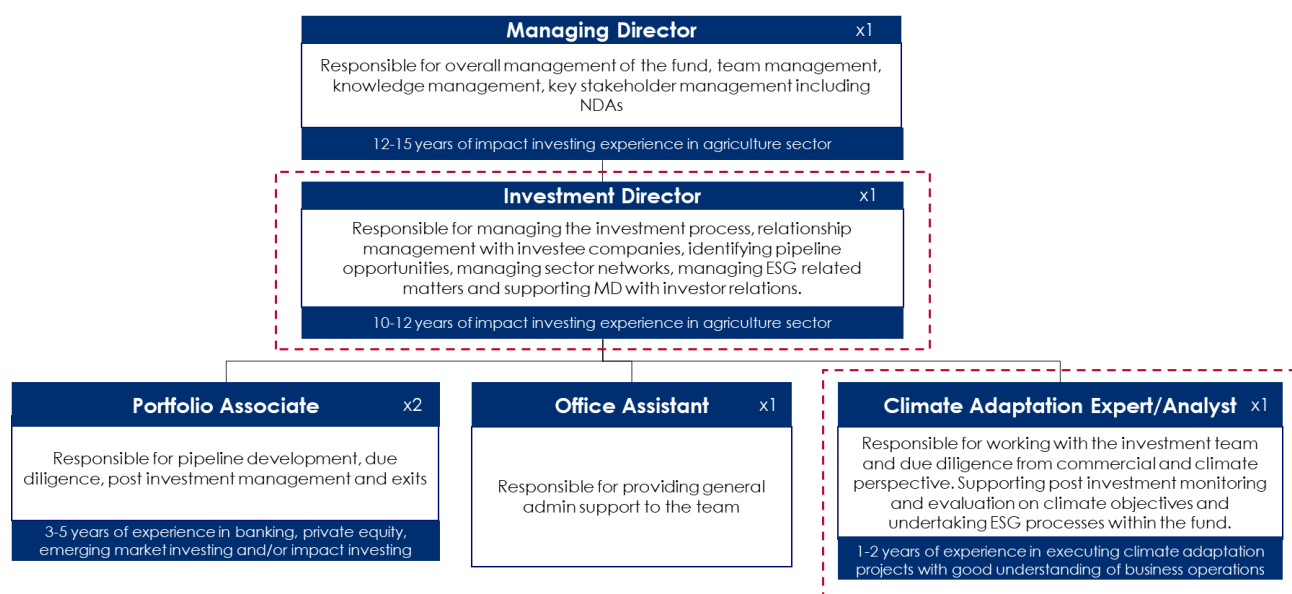 Managing Director x1
Responsible for overall management of the fund, team management,
knowledge management, key stakeholder management including
NDAs
12-15 years of impact investing experience in agriculture sector
Investment Director x1
Responsible for managing the investment process, relationship
management with investee companies, identifying pipeline
opportunities, managing sector networks, managing ESG related
matters and supporting MD with investor relations.
10-12 years of impact investing experience in agriculture sector
Portfolio Associate x2
Responsible for pipeline development, due
diligence, post investment management and exits
3-5 years of experience in banking, private equity,
emerging market investing and/or impact investing
Office Assistant x1
Responsible for providing general
admin support to the team
Climate Adaptation Expert/Analyst x1
Responsible for working with the investment team
and due diligence from commercial and climate
perspective. Supporting post investment monitoring
and evaluation on climate objectives and
undertaking ESG processes within the fund.
1-2 years of experience in executing climate adaptation
projects with good understanding of business operations